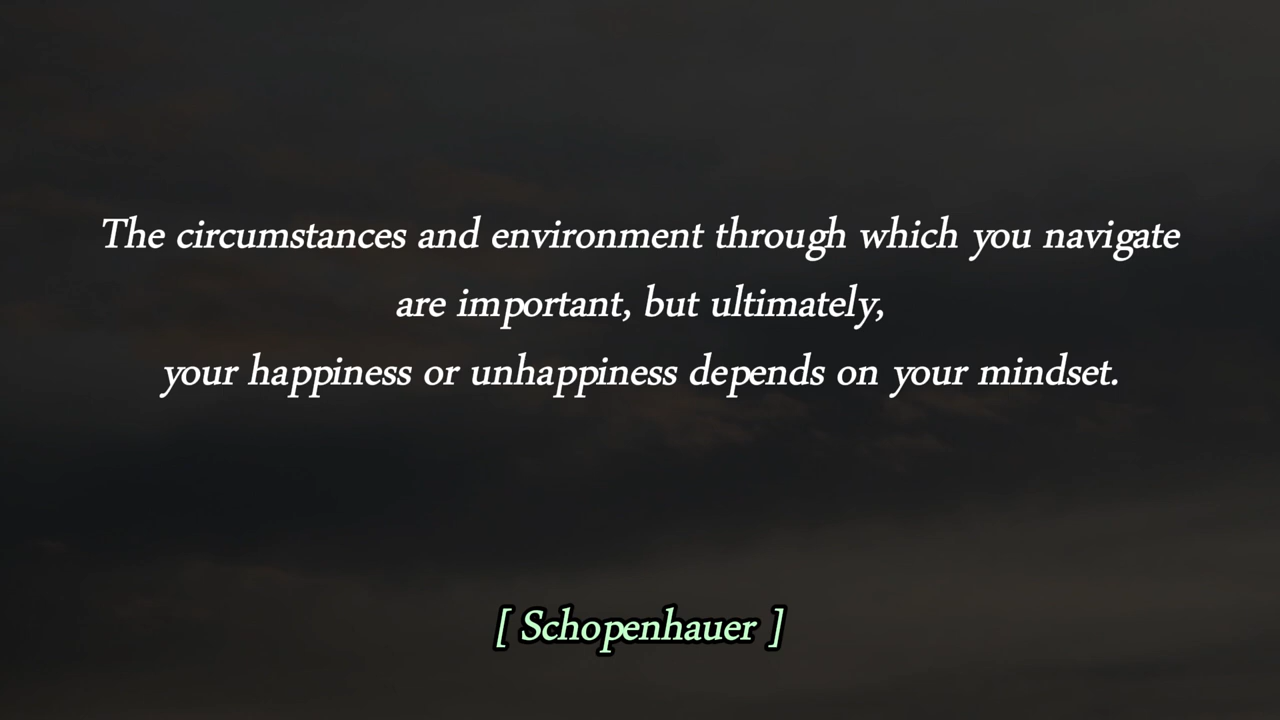 The circumstances and environment through which you navigate
are important, but ultimately,
your happiness or unhappiness depends on your mindset.
[ Schopenhauer ]